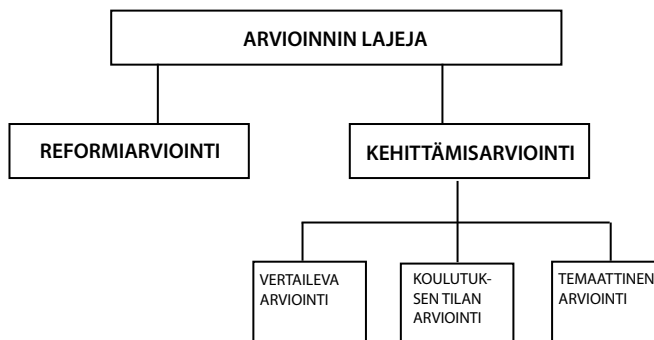 ARVIOINNIN LAJEJA
REFORMIARVIOINTI
KEHITTÄMISARVIOINTI
VERTAILEVA
ARVIOINTI
KOULUTUK-
SEN TILAN
ARVIOINTI
TEMAATTINEN
ARVIOINTI